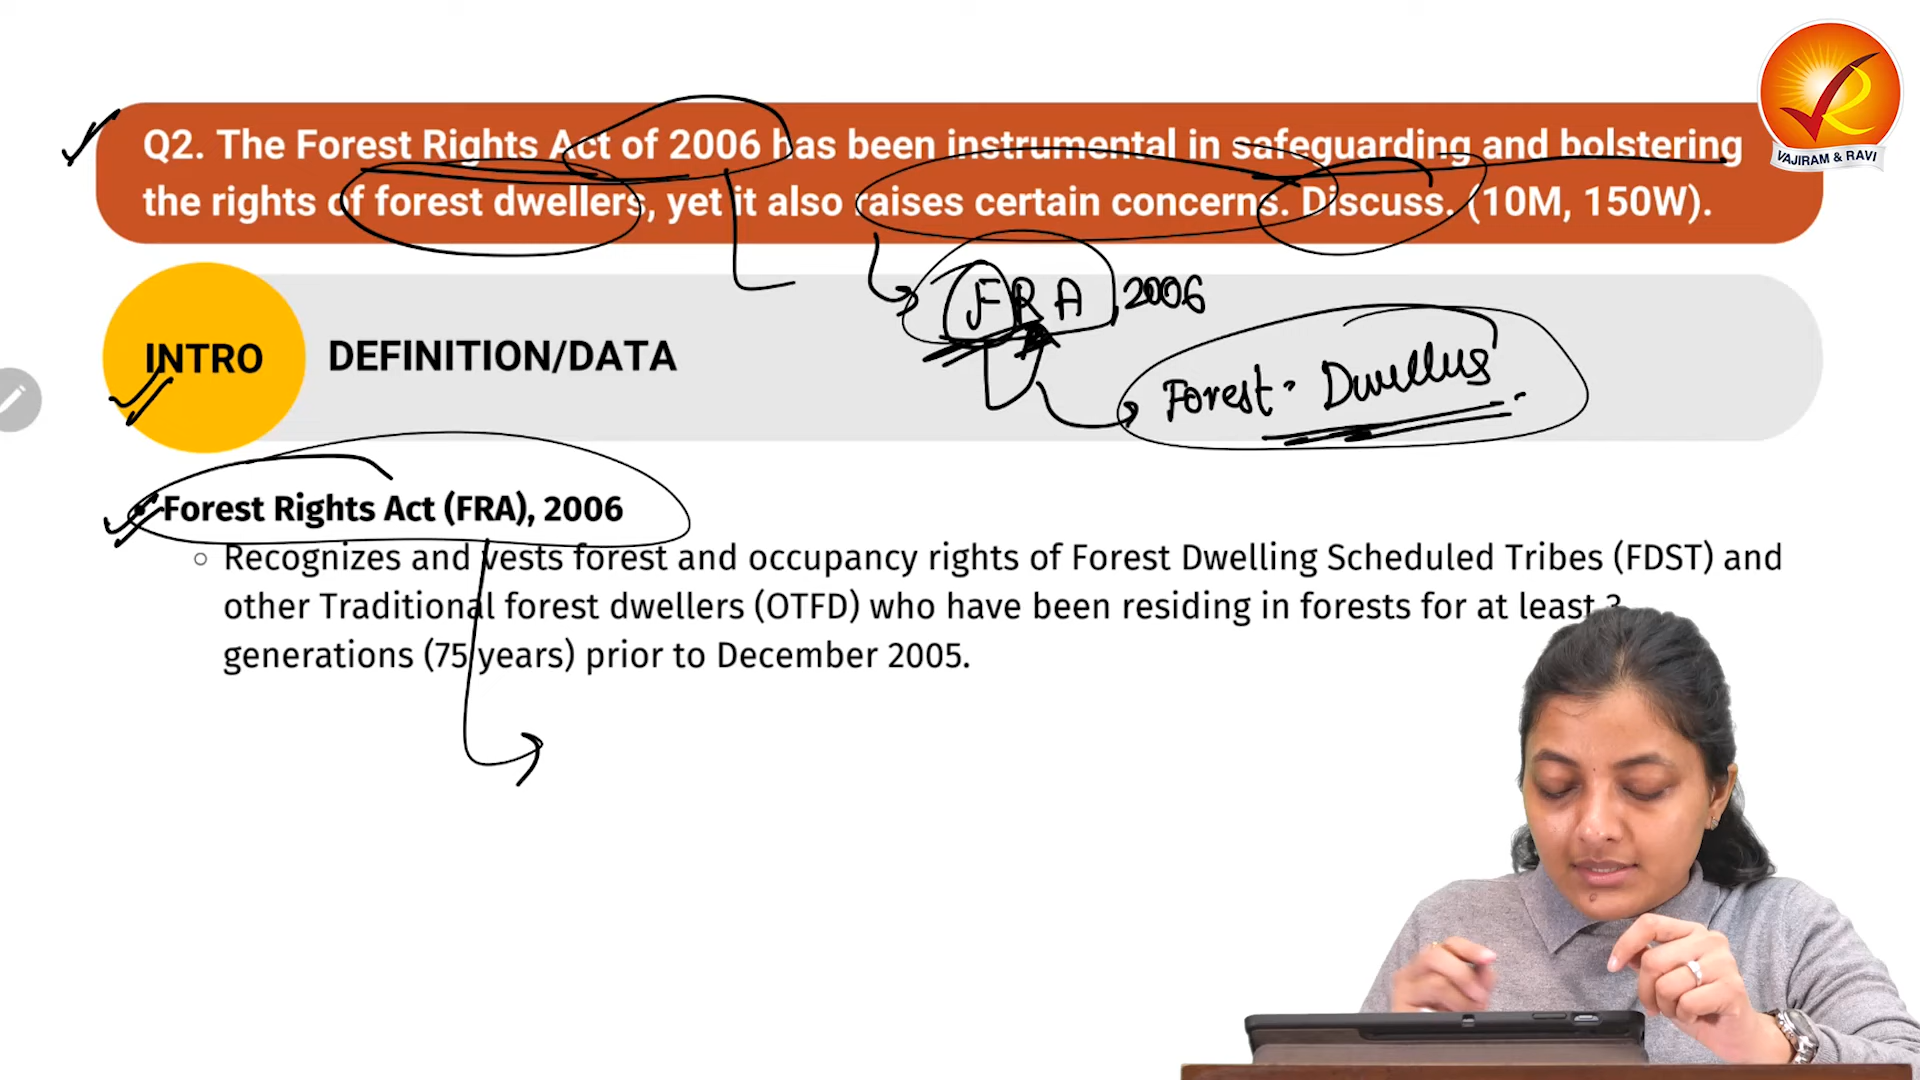 VAJIRAM & RAVI
Q2. The Forest Rights Act of 2006 has been instrumental in safeguarding and bolstering
the rights of forest dwellers, yet it also raises certain concerns. Discuss. (10M, 150W).
FRA, 2006
INTRO
DEFINITION/DATA
Forest - Dwellers
• Forest Rights Act (FRA), 2006
○ Recognizes and vests forest and occupancy rights of Forest Dwelling Scheduled Tribes (FDST) and
other Traditional forest dwellers (OTFD) who have been residing in forests for at least 3
generations (75 years) prior to December 2005.